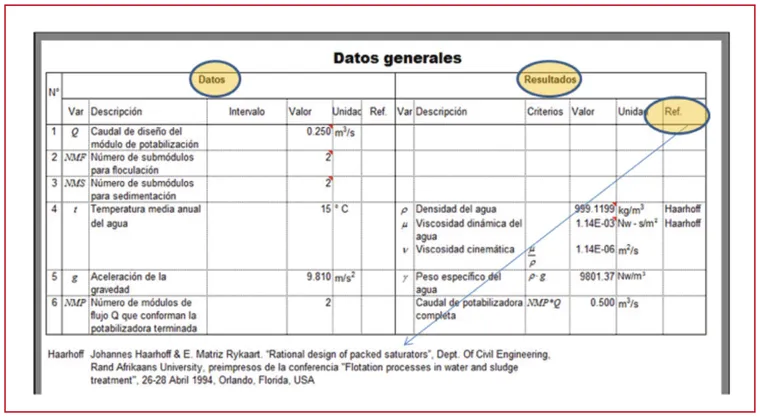 Datos generales
Datos Resultados
N°
Var Descripción Intervalo Valor Unidad Ref. Var Descripción Criterios Valor Unidad Ref.
1 Q Caudal de diseño del 0.250 m³/s
módulo de potabilización
2 NMF Número de submódulos 2
para floculación
3 NMS Número de submódulos 2
para sedimentación
4 t Temperatura media anual 15 ° C ρ Densidad del agua 999.1199 kg/m³ Haarhoff
del agua μ Viscosidad dinámica del 1.14E-03 Nw - s/m² Haarhoff
agua
ν Viscosidad cinemática μ/ρ 1.14E-06 m²/s
5 g Aceleración de la 9.810 m/s² γ Peso específico del ρ· g 9801.37 Nw/m³
gravedad agua
6 NMP Número de módulos de 2 Caudal de potabilizadora NMP*Q 0.500 m³/s
flujo Q que conforman la completa
potabilizadora terminada
Haarhoff Johannes Haarhoff & E. Matriz Rykaart. “Rational design of packed saturators”, Dept. Of Civil Engineering,
Rand Afrikaans University, preimpresos de la conferencia "Flotation processes in water and sludge
treatment", 26-28 Abril 1994, Orlando, Florida, USA